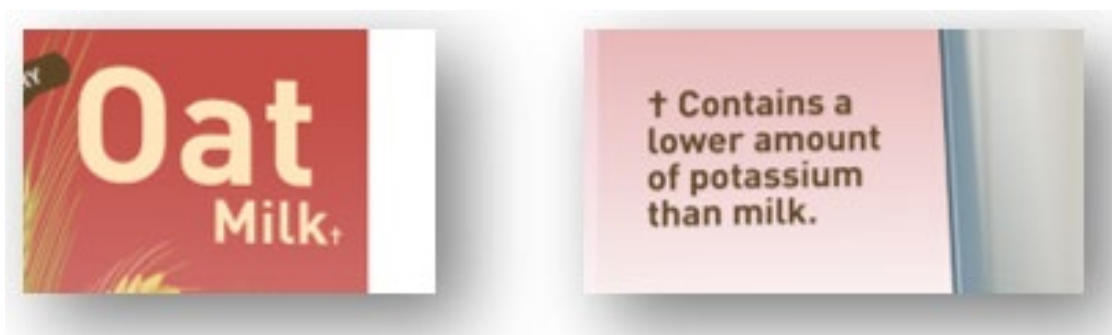 Oat
Milk†
† Contains a
lower amount
of potassium
than milk.